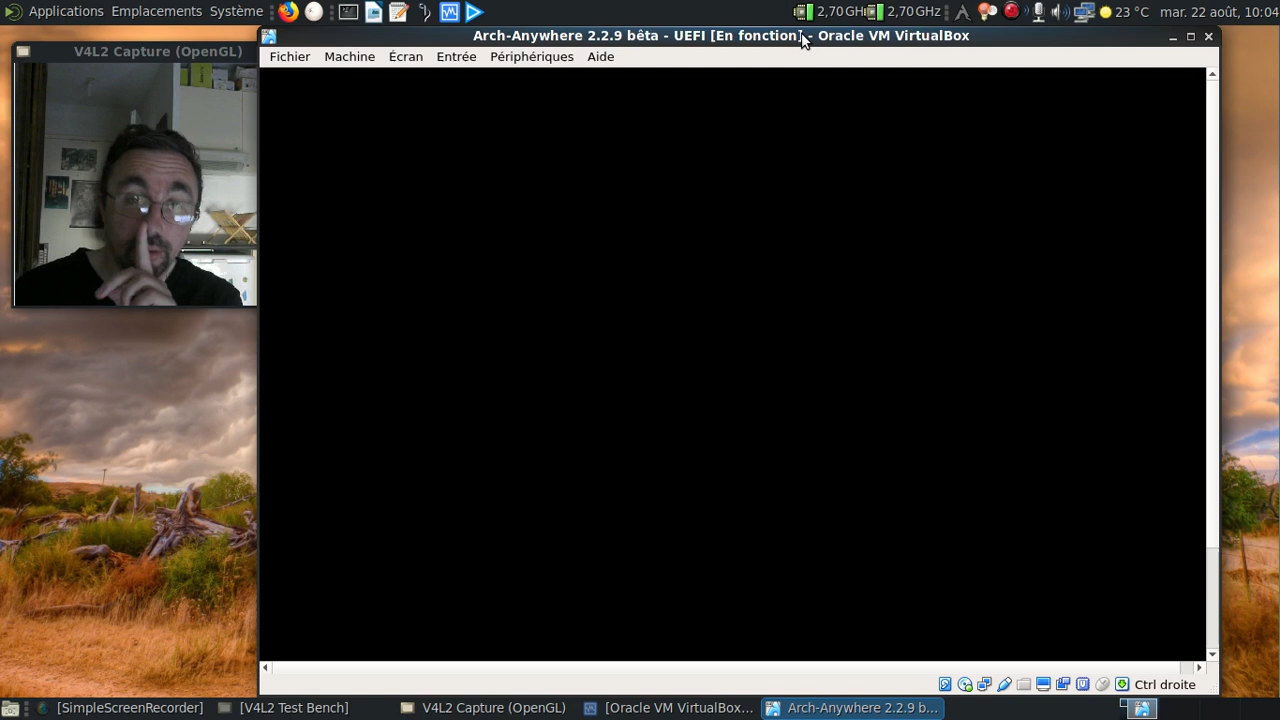 Applications Emplacements Système 2,70 GHz 2,70 GHz 23 °C mar. 22 août, 10:04
V4L2 Capture (OpenGL)
Arch-Anywhere 2.2.9 bêta - UEFI [En fonction] - Oracle VM VirtualBox
Fichier Machine Écran Entrée Périphériques Aide
Ctrl droite
[SimpleScreenRecorder] [V4L2 Test Bench] V4L2 Capture (OpenGL) [Oracle VM VirtualBox... Arch-Anywhere 2.2.9 b...